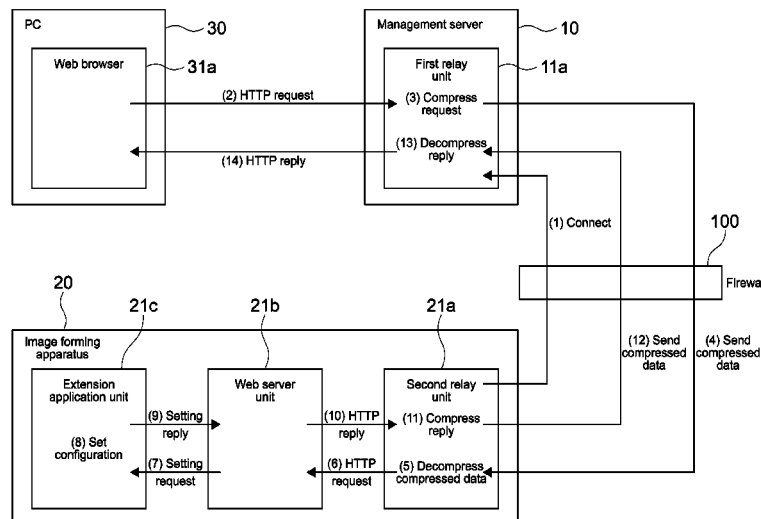 PC
30
Management server
10
Web browser
31a
First relay
unit
11a
(2) HTTP request
(3) Compress
request
(13) Decompress
reply
(14) HTTP reply
(1) Connect
100
Firewa
20
21c
21b
21a
Image forming
apparatus
(12) Send
compressed
data
(4) Send
compressed
data
Extension
application unit
Web server
unit
Second relay
unit
(9) Setting
reply
(10) HTTP
reply
(11) Compress
reply
(8) Set
configuration
(7) Setting
request
(6) HTTP
request
(5) Decompress
compressed data